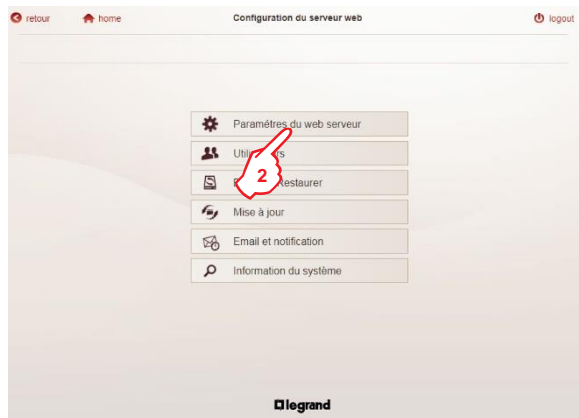 retour home Configuration du serveur web logout
Paramétres du web serveur
2
Restaurer
Mise à jour
Email et notification
Information du système
legrand